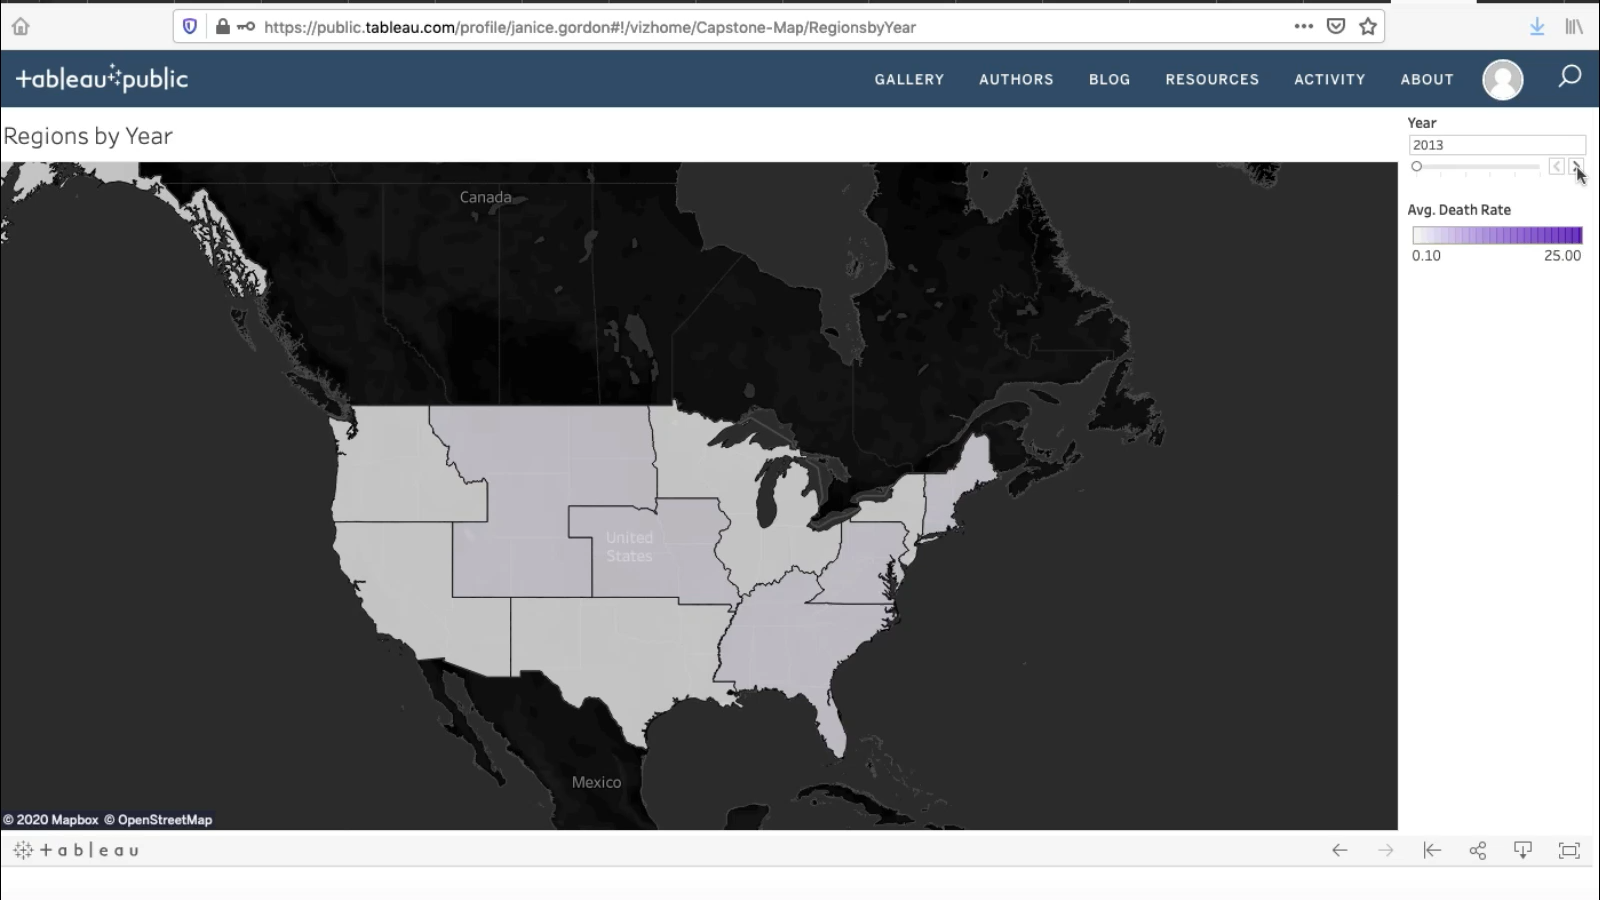 https://public.tableau.com/profile/janice.gordon#!/vizhome/Capstone-Map/RegionsbyYear
+ableau public
GALLERY AUTHORS BLOG RESOURCES ACTIVITY ABOUT
Regions by Year
Year
2013
Avg. Death Rate
0.10 25.00
Canada
United
States
Mexico
© 2020 Mapbox © OpenStreetMap
+ableau